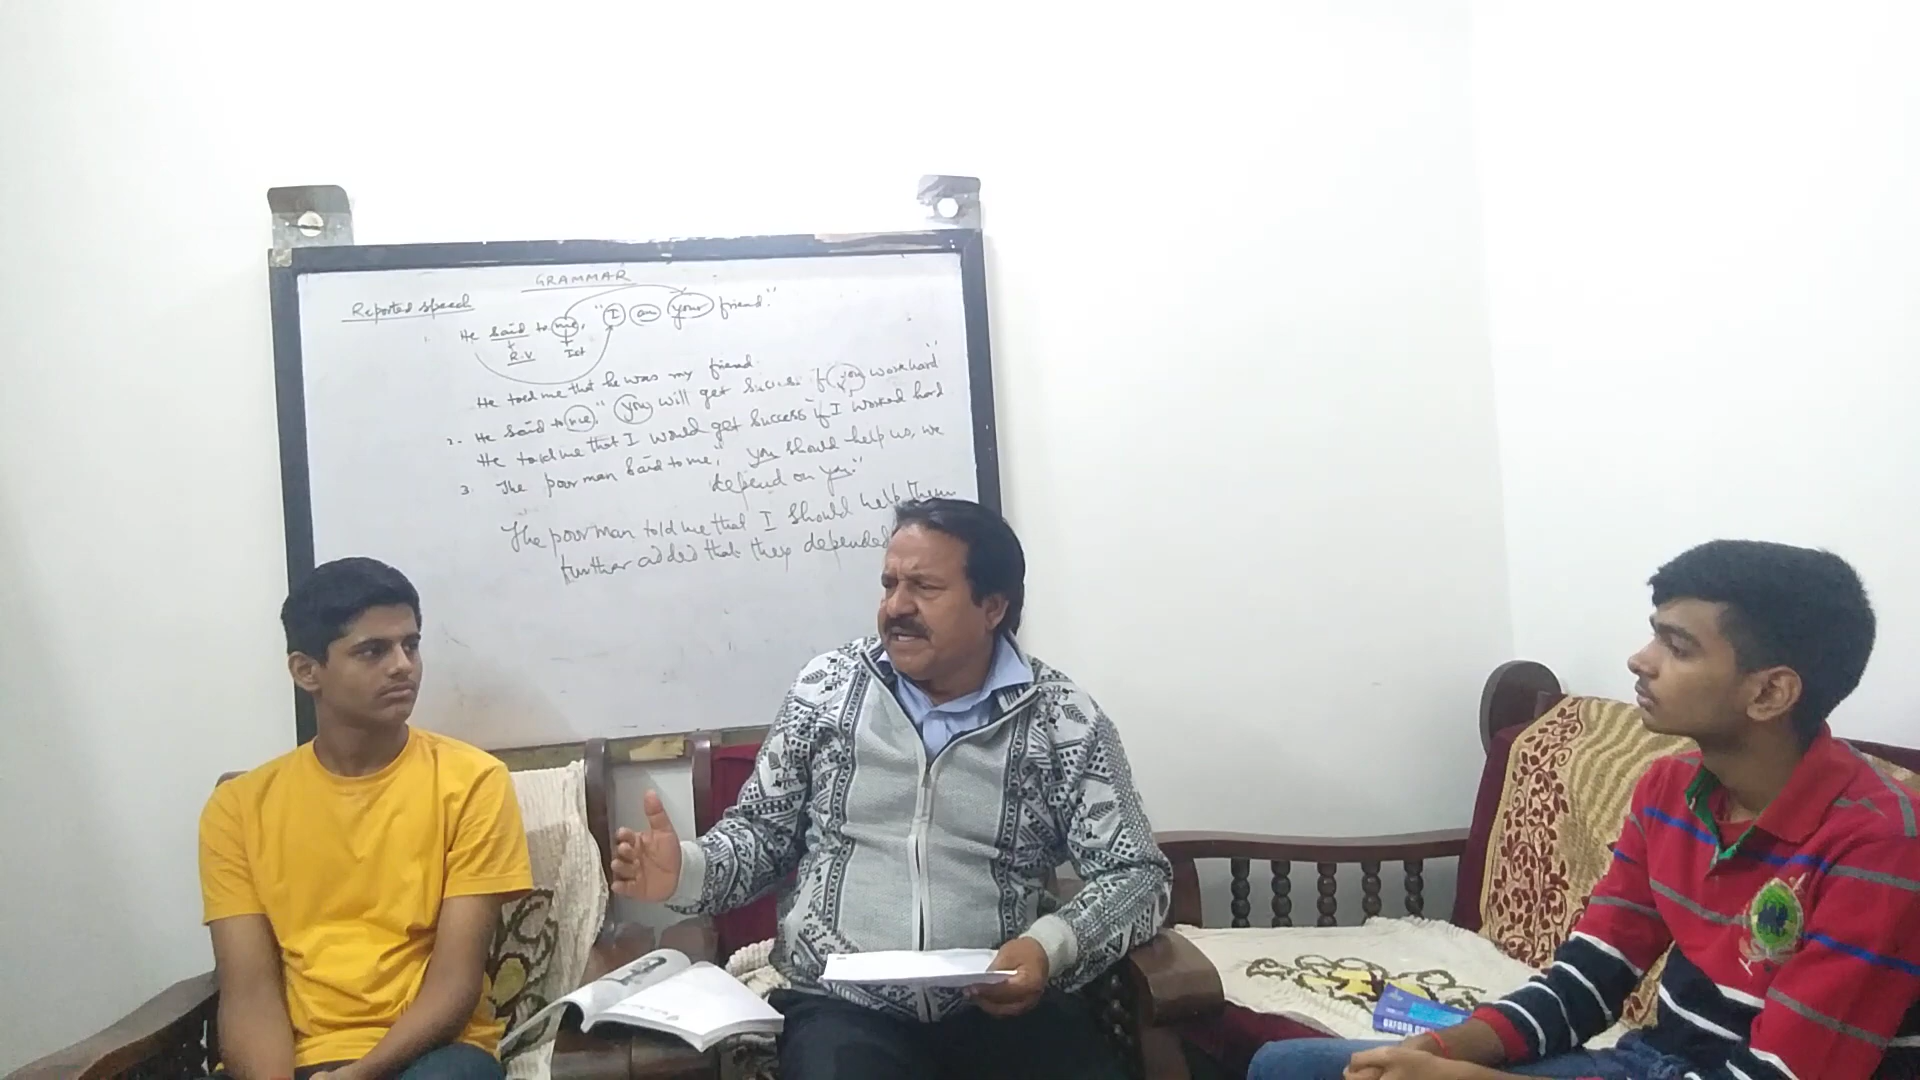 GRAMMAR
Reported speech
1. He said to me, "I am your friend."
R.V Ist
He told me that he was my friend
2. He said to me, "you will get success if you work hard"
He told me that I would get success if I worked hard
3. The poor man said to me, "you should help us, we
depend on you."
The poor man told me that I should help them
further added that they depended
OXFORD